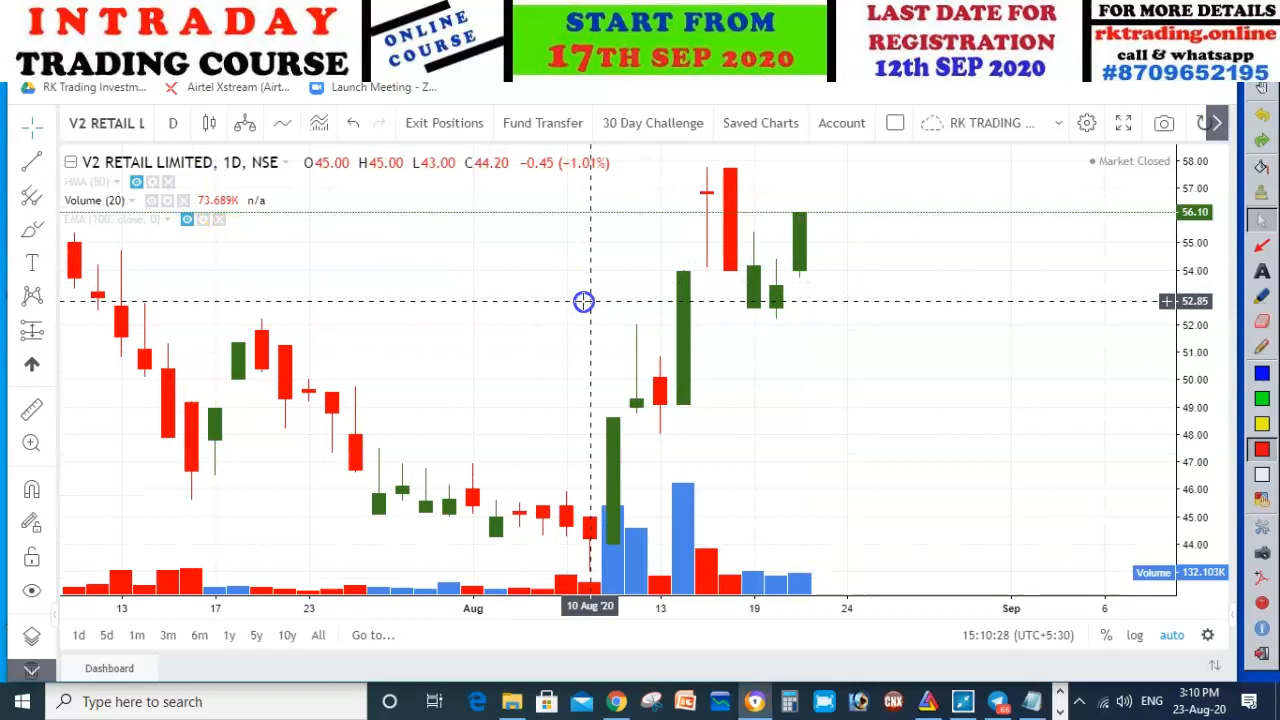 INTRADAY
TRADING COURSE
ONLINE
COURSE
START FROM
17TH SEP 2020
LAST DATE FOR
REGISTRATION
12th SEP 2020
FOR MORE DETAILS
rktrading.online
call & whatsapp
#8709652195
RK Trading Investm...
Airtel Xstream (Airt...
Launch Meeting - Z...
V2 RETAIL L
D
Exit Positions
Fund Transfer
30 Day Challenge
Saved Charts
Account
RK TRADING ...
V2 RETAIL LIMITED, 1D, NSE
O45.00 H45.00 L43.00 C44.20 −0.45 (−1.01%)
Market Closed
HMA (50)
Volume (20) 73.689K n/a
EMA (100, close, 0)
58.00
57.00
56.10
55.00
54.00
52.85
52.00
51.00
50.00
49.00
48.00
47.00
46.00
45.00
44.00
Volume 132.103K
13 17 23 Aug 10 Aug '20 13 19 24 Sep 6
1d 5d 1m 3m 6m 1y 5y 10y All Go to...
15:10:28 (UTC+5:30) % log auto
Dashboard
Type here to search
ENG
3:10 PM
23-Aug-20